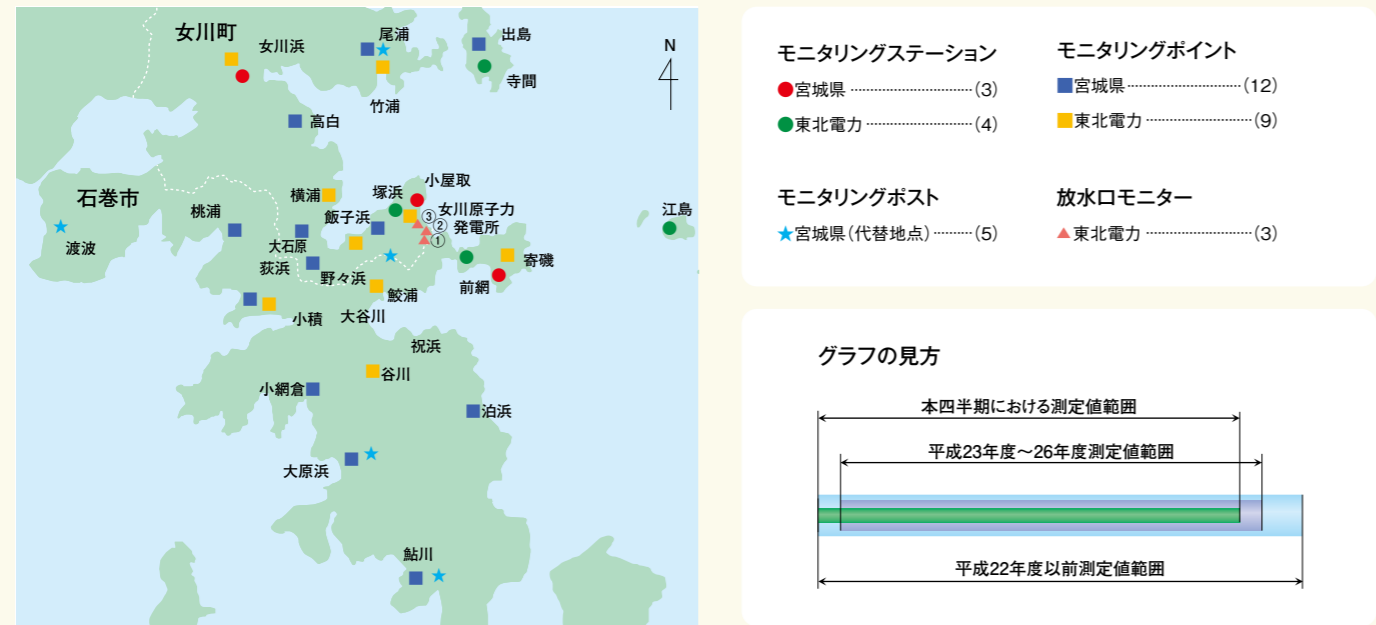 女川町
女川浜
尾浦
出島
寺間
竹浦
高白
N
石巻市
渡波
桃浦
横浦
塚浜
小屋取
飯子浜
女川原子力
発電所
③
②
①
江島
大石原
荻浜
野々浜
鮫浦
寄磯
前網
小積
大谷川
祝浜
谷川
小網倉
泊浜
大原浜
鮎川
モニタリングステーション
●宮城県 ……………………(3)
●東北電力 …………………(4)
モニタリングポイント
■宮城県 ……………………(12)
■東北電力 …………………(9)
モニタリングポスト
★宮城県(代替地点)………(5)
放水口モニター
▲東北電力 …………………(3)
グラフの見方
本四半期における測定値範囲
平成23年度〜26年度測定値範囲
平成22年度以前測定値範囲